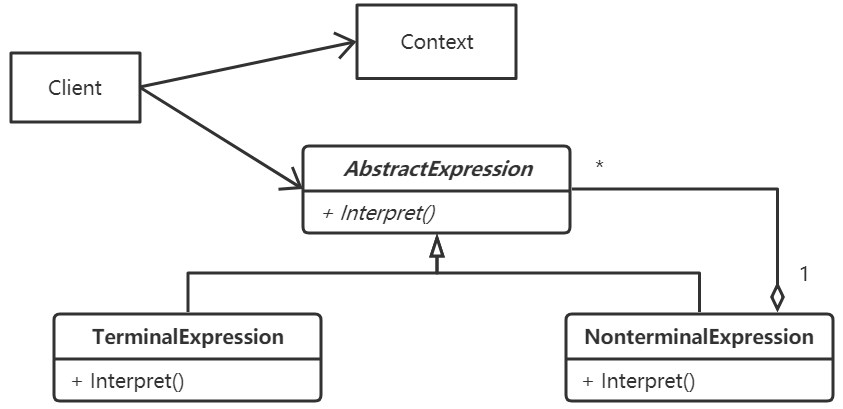 Context
Client
AbstractExpression
*
+ Interpret()
1
TerminalExpression
NonterminalExpression
+ Interpret()
+ Interpret()